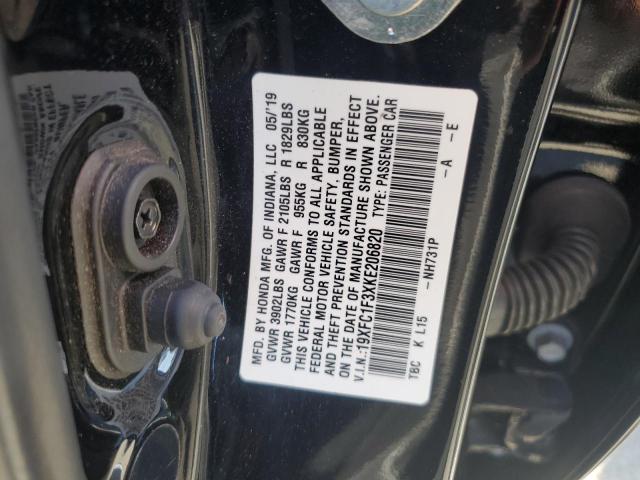 MFD. BY HONDA MFG. OF INDIANA, LLC 05/'19
GVWR 3902LBS GAWR F 2105LBS R 1829LBS
GVWR 1770KG GAWR F 955KG R 830KG
THIS VEHICLE CONFORMS TO ALL APPLICABLE
FEDERAL MOTOR VEHICLE SAFETY, BUMPER,
AND THEFT PREVENTION STANDARDS IN EFFECT
ON THE DATE OF MANUFACTURE SHOWN ABOVE.
V.I.N.:19XFC1F3XKE206820 TYPE: PASSENGER CAR
TBC K L15 -NH731P -A -E